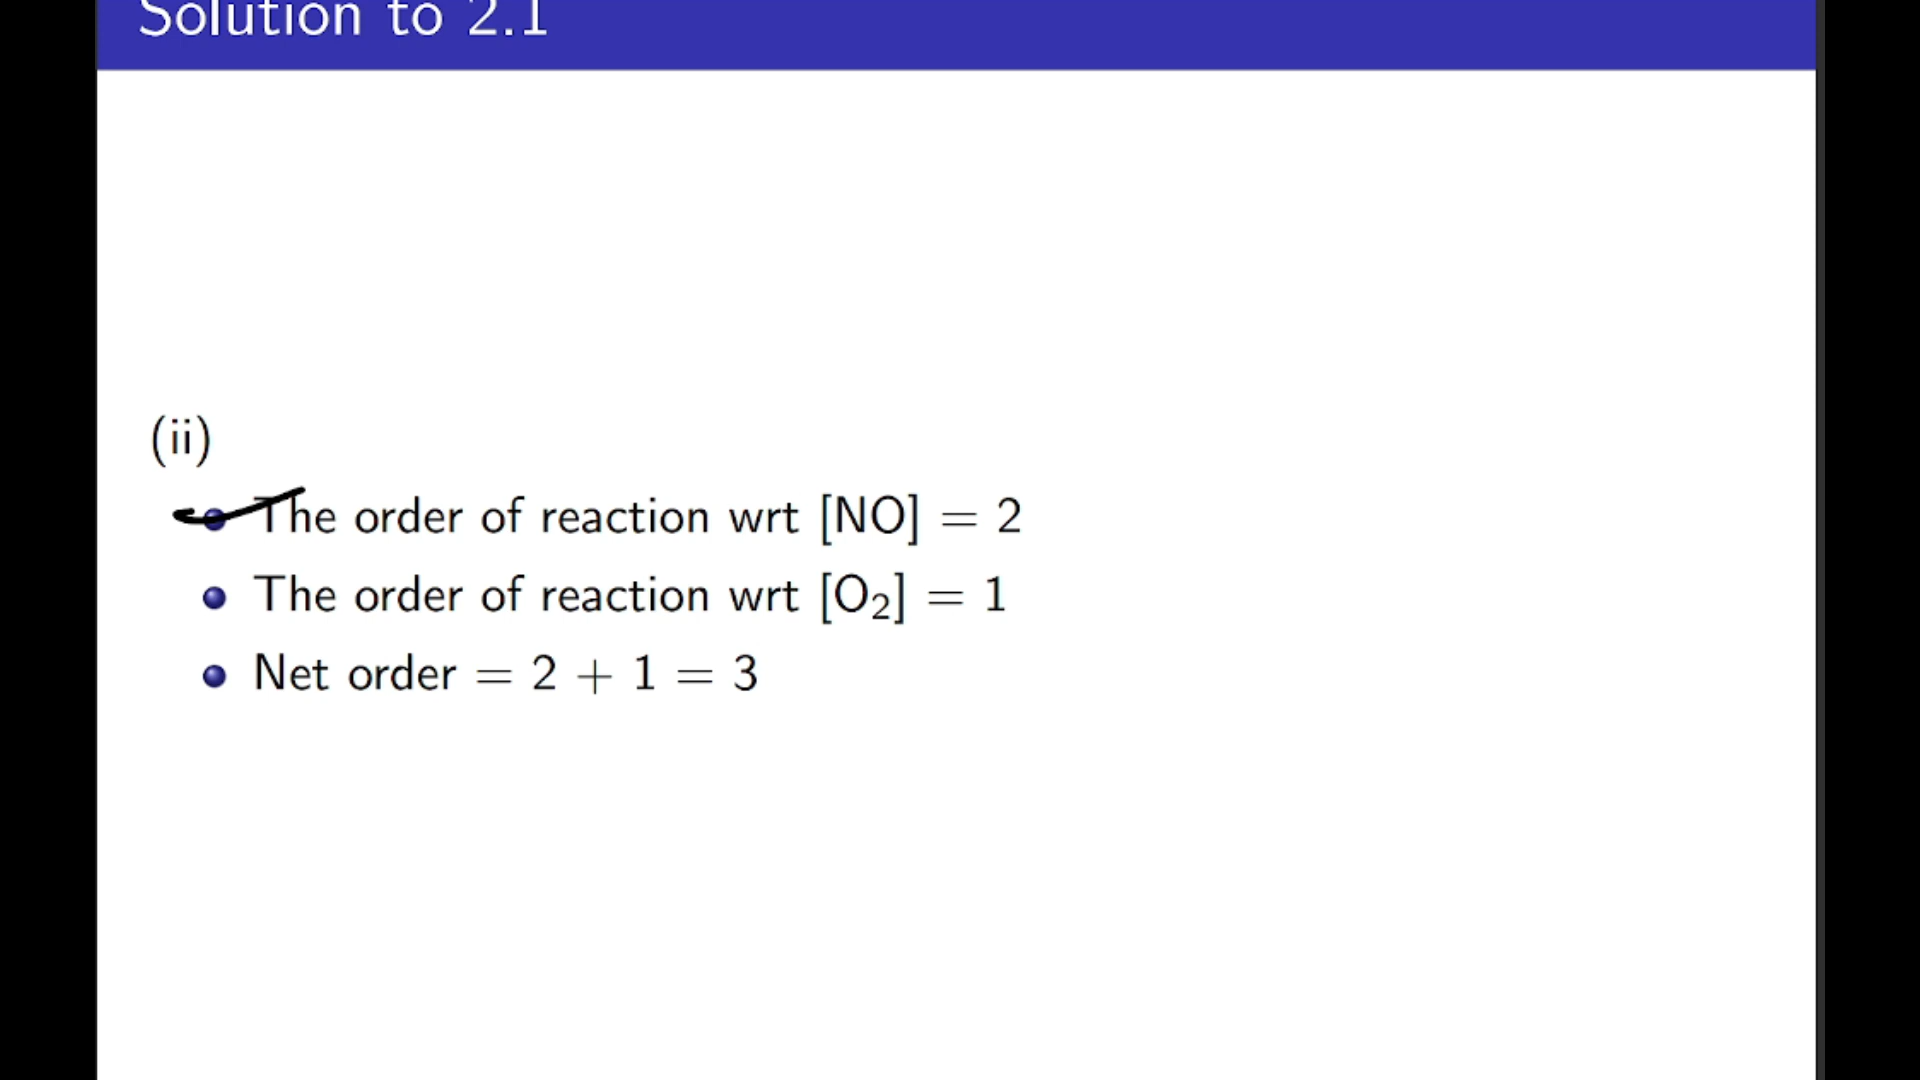 Solution to 2.1
(ii)
The order of reaction wrt [NO] = 2
The order of reaction wrt [O₂] = 1
Net order = 2 + 1 = 3